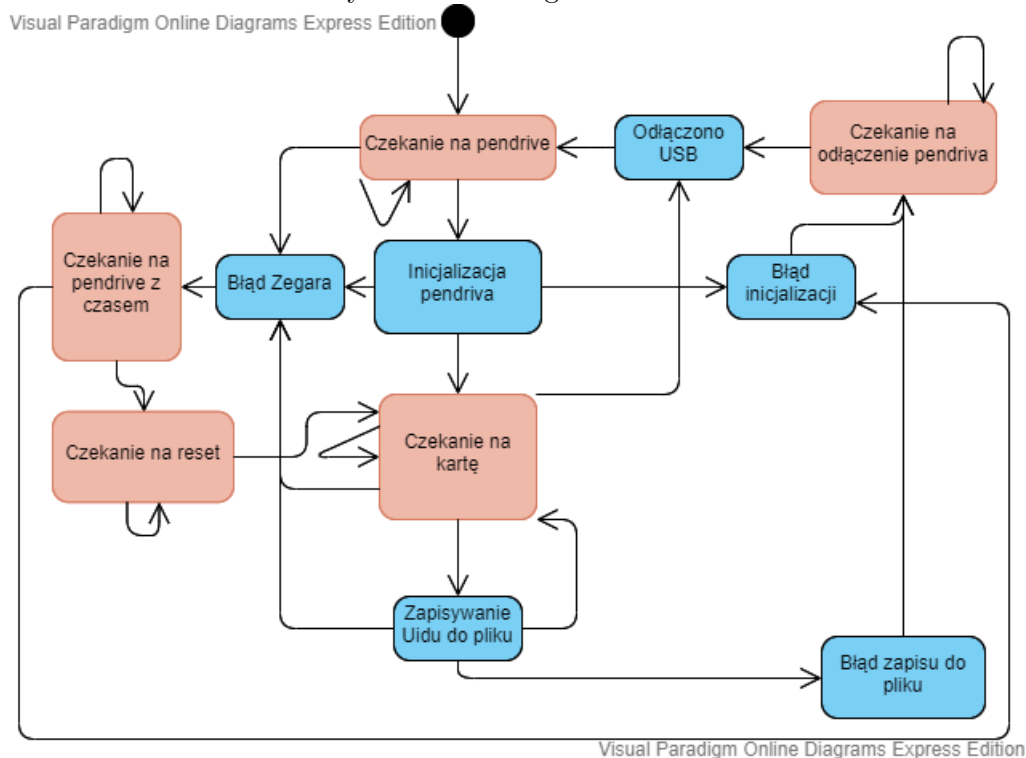 Visual Paradigm Online Diagrams Express Edition
Czekanie na pendrive
Odłączono
USB
Czekanie na
odłączenie pendriva
Czekanie na
pendrive z
czasem
Błąd Zegara
Inicjalizacja
pendriva
Błąd
inicjalizacji
Czekanie na reset
Czekanie na
kartę
Zapisywanie
Uidu do pliku
Błąd zapisu do
pliku
Visual Paradigm Online Diagrams Express Edition